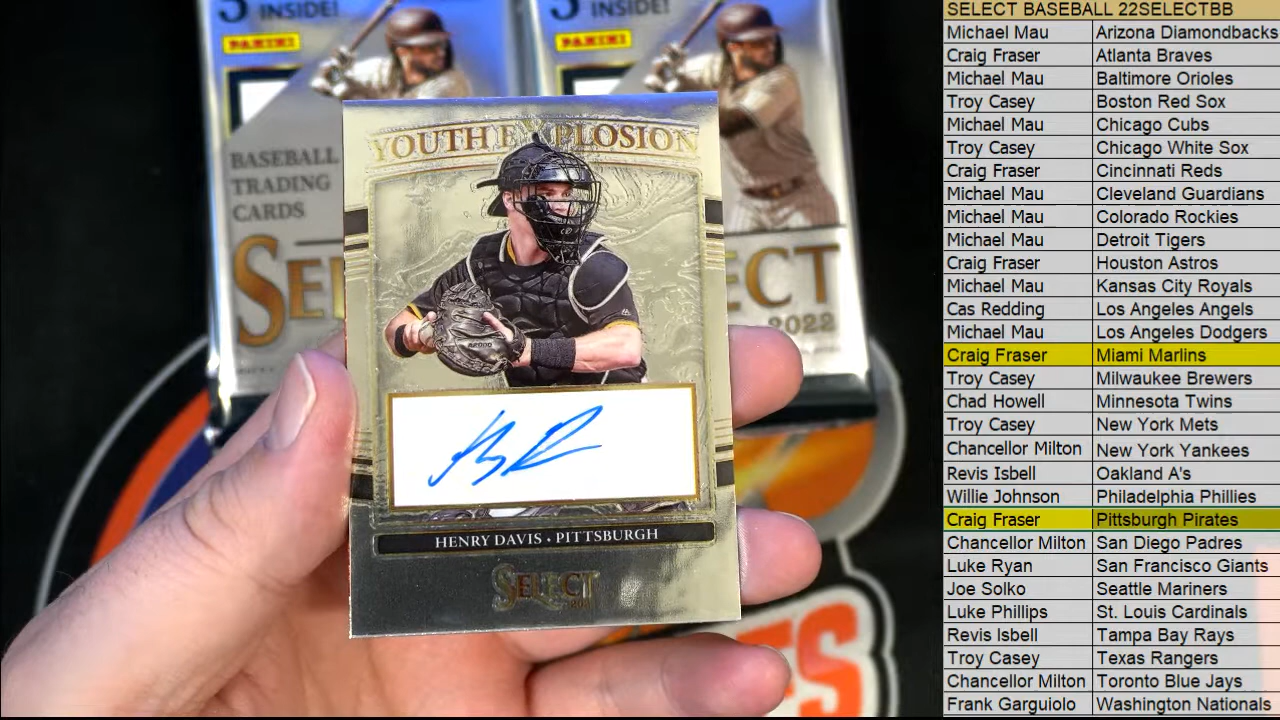 5
INSIDE!
PANINI
BASEBALL
TRADING
CARDS
SEL
5
INSIDE!
PANINI
ECT
2022
YOUTH EXPLOSION
HENRY DAVIS • PITTSBURGH
SELECT
SELECT BASEBALL 22SELECTBB
Michael Mau Arizona Diamondbacks
Craig Fraser Atlanta Braves
Michael Mau Baltimore Orioles
Troy Casey Boston Red Sox
Michael Mau Chicago Cubs
Troy Casey Chicago White Sox
Craig Fraser Cincinnati Reds
Michael Mau Cleveland Guardians
Michael Mau Colorado Rockies
Michael Mau Detroit Tigers
Craig Fraser Houston Astros
Michael Mau Kansas City Royals
Cas Redding Los Angeles Angels
Michael Mau Los Angeles Dodgers
Craig Fraser Miami Marlins
Troy Casey Milwaukee Brewers
Chad Howell Minnesota Twins
Troy Casey New York Mets
Chancellor Milton New York Yankees
Revis Isbell Oakland A's
Willie Johnson Philadelphia Phillies
Craig Fraser Pittsburgh Pirates
Chancellor Milton San Diego Padres
Luke Ryan San Francisco Giants
Joe Solko Seattle Mariners
Luke Phillips St. Louis Cardinals
Revis Isbell Tampa Bay Rays
Troy Casey Texas Rangers
Chancellor Milton Toronto Blue Jays
Frank Garguiolo Washington Nationals